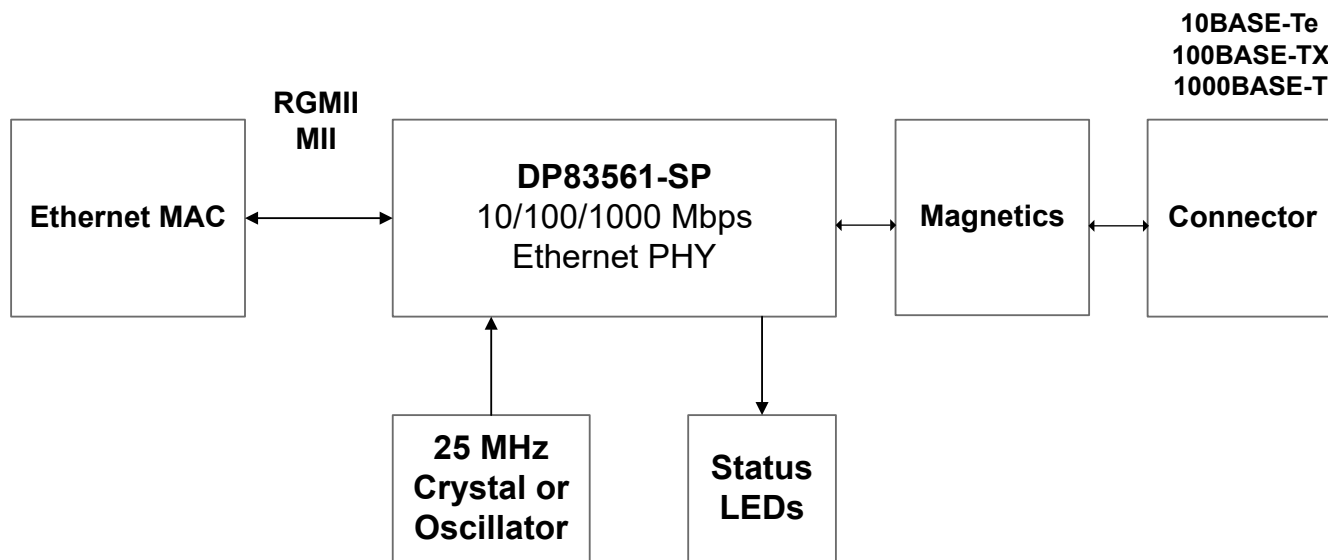 10BASE-Te
100BASE-TX
1000BASE-T
RGMII
MII
Ethernet MAC
DP83561-SP
10/100/1000 Mbps
Ethernet PHY
Magnetics
Connector
25 MHz
Crystal or
Oscillator
Status
LEDs